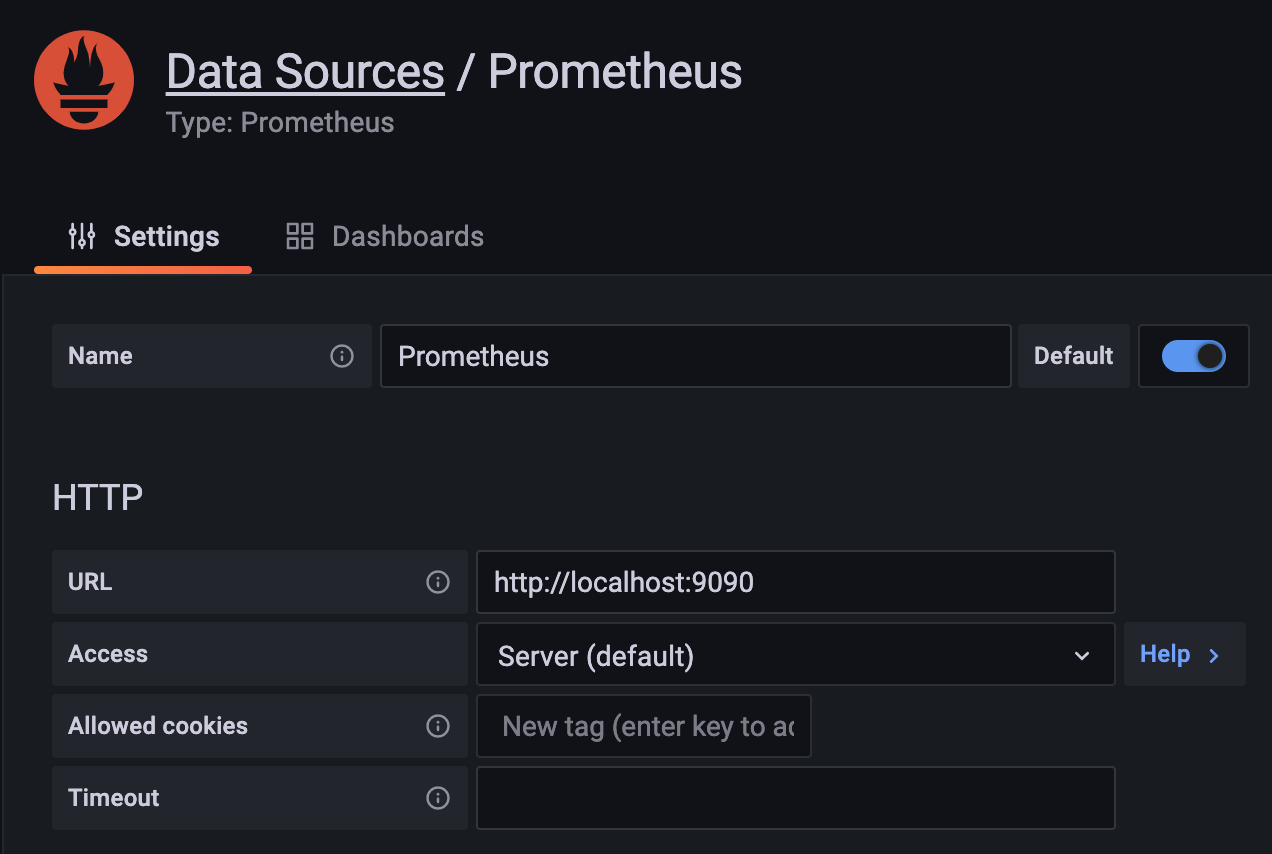 Data Sources / Prometheus
Type: Prometheus
Settings Dashboards
Name Prometheus Default
HTTP
URL http://localhost:9090
Access Server (default) Help
Allowed cookies New tag (enter key to ad
Timeout